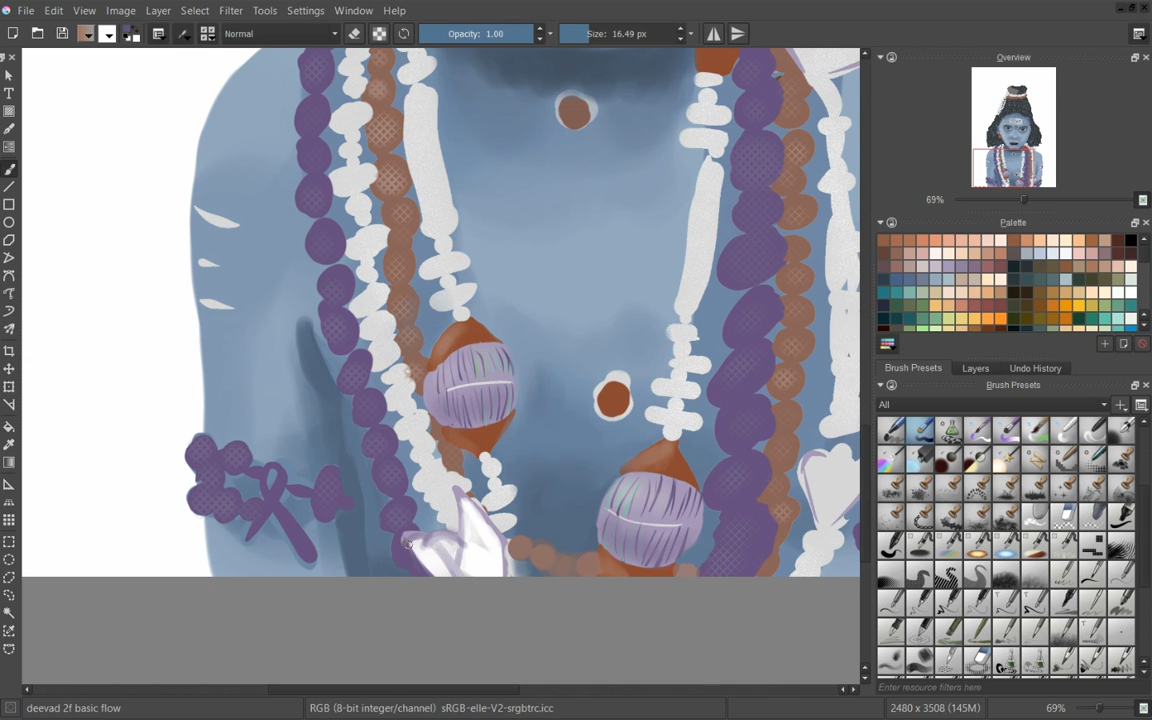 File Edit View Image Layer Select Filter Tools Settings Window Help
Normal Opacity: 1.00 Size: 16.49 px
Overview
69%
Palette
Brush Presets Layers Undo History
Brush Presets
All
Enter resource filters here
deevad 2f basic flow RGB (8-bit integer/channel) sRGB-elle-V2-srgbtrc.icc 2480 x 3508 (145M) 69%